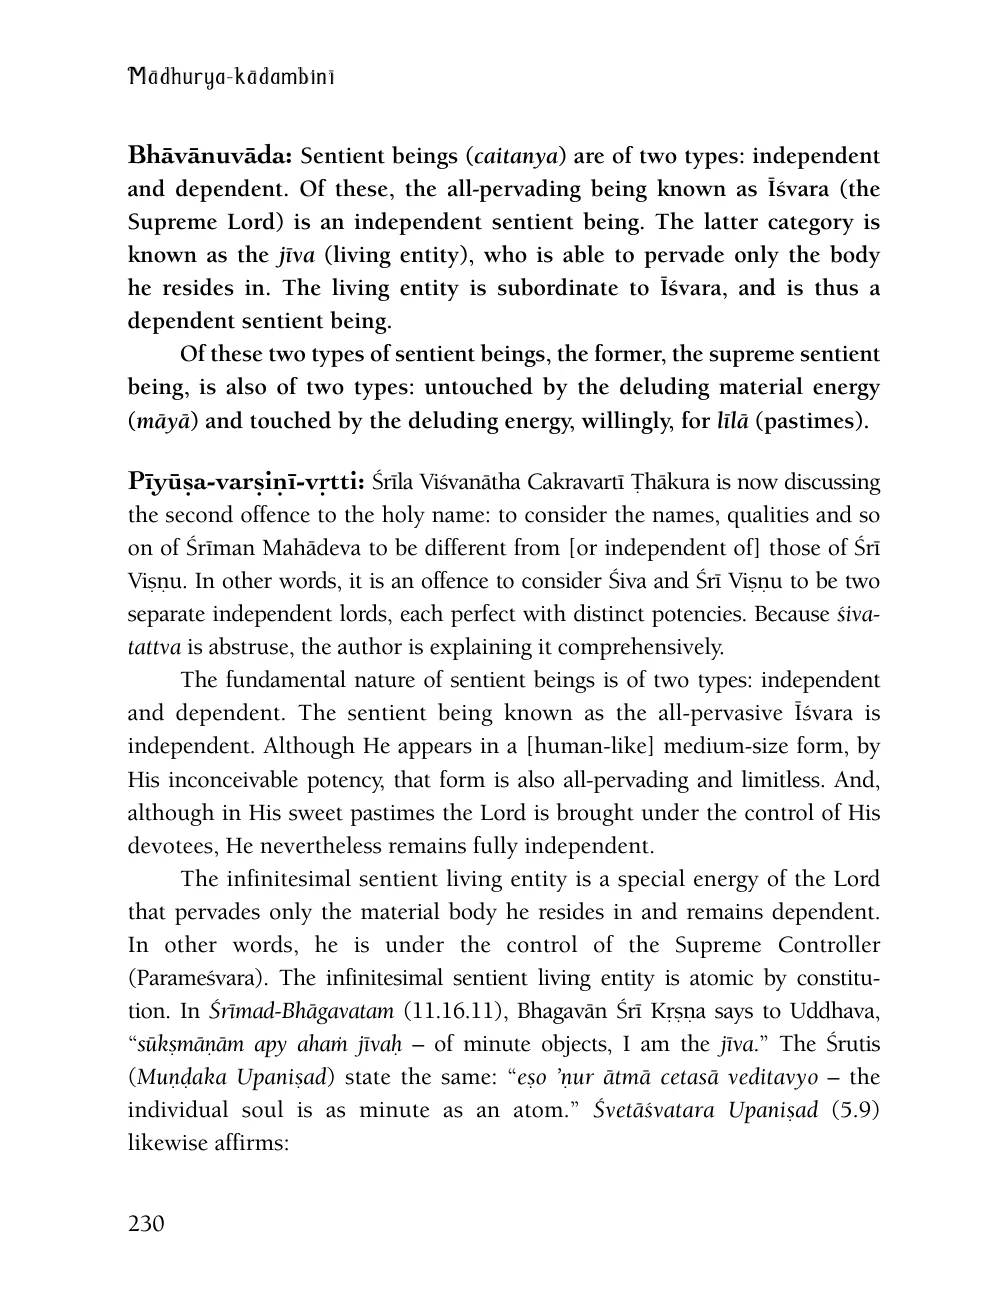 Mādhurya-kādambinī
Bhāvānuvāda: Sentient beings (caitanya) are of two types: independent
and dependent. Of these, the all-pervading being known as Īśvara (the
Supreme Lord) is an independent sentient being. The latter category is
known as the jīva (living entity), who is able to pervade only the body
he resides in. The living entity is subordinate to Īśvara, and is thus a
dependent sentient being.
Of these two types of sentient beings, the former, the supreme sentient
being, is also of two types: untouched by the deluding material energy
(māyā) and touched by the deluding energy, willingly, for līlā (pastimes).
Pīyūṣa-varṣiṇī-vṛtti: Śrīla Viśvanātha Cakravartī Ṭhākura is now discussing
the second offence to the holy name: to consider the names, qualities and so
on of Śrīman Mahādeva to be different from [or independent of] those of Śrī
Viṣṇu. In other words, it is an offence to consider Śiva and Śrī Viṣṇu to be two
separate independent lords, each perfect with distinct potencies. Because śiva-
tattva is abstruse, the author is explaining it comprehensively.
The fundamental nature of sentient beings is of two types: independent
and dependent. The sentient being known as the all-pervasive Īśvara is
independent. Although He appears in a [human-like] medium-size form, by
His inconceivable potency, that form is also all-pervading and limitless. And,
although in His sweet pastimes the Lord is brought under the control of His
devotees, He nevertheless remains fully independent.
The infinitesimal sentient living entity is a special energy of the Lord
that pervades only the material body he resides in and remains dependent.
In other words, he is under the control of the Supreme Controller
(Parameśvara). The infinitesimal sentient living entity is atomic by constitu-
tion. In Śrīmad-Bhāgavatam (11.16.11), Bhagavān Śrī Kṛṣṇa says to Uddhava,
“sūkṣmāṇām apy ahaṁ jīvaḥ – of minute objects, I am the jīva.” The Śrutis
(Muṇḍaka Upaniṣad) state the same: “eṣo ’ṇur ātmā cetasā veditavyo – the
individual soul is as minute as an atom.” Śvetāśvatara Upaniṣad (5.9)
likewise affirms:
230